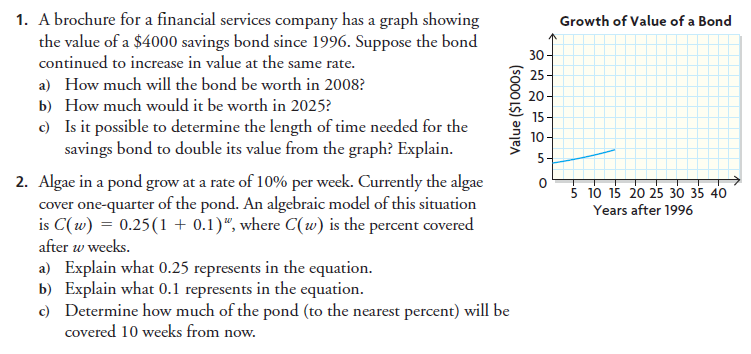 1. A brochure for a financial services company has a graph showing
the value of a $4000 savings bond since 1996. Suppose the bond
continued to increase in value at the same rate.
a) How much will the bond be worth in 2008?
b) How much would it be worth in 2025?
c) Is it possible to determine the length of time needed for the
savings bond to double its value from the graph? Explain.
2. Algae in a pond grow at a rate of 10% per week. Currently the algae
cover one-quarter of the pond. An algebraic model of this situation
is C(w) = 0.25(1 + 0.1)^w, where C(w) is the percent covered
after w weeks.
a) Explain what 0.25 represents in the equation.
b) Explain what 0.1 represents in the equation.
c) Determine how much of the pond (to the nearest percent) will be
covered 10 weeks from now.
Growth of Value of a Bond
Value ($1000s)
30
25
20
15
10
5
0
5 10 15 20 25 30 35 40
Years after 1996